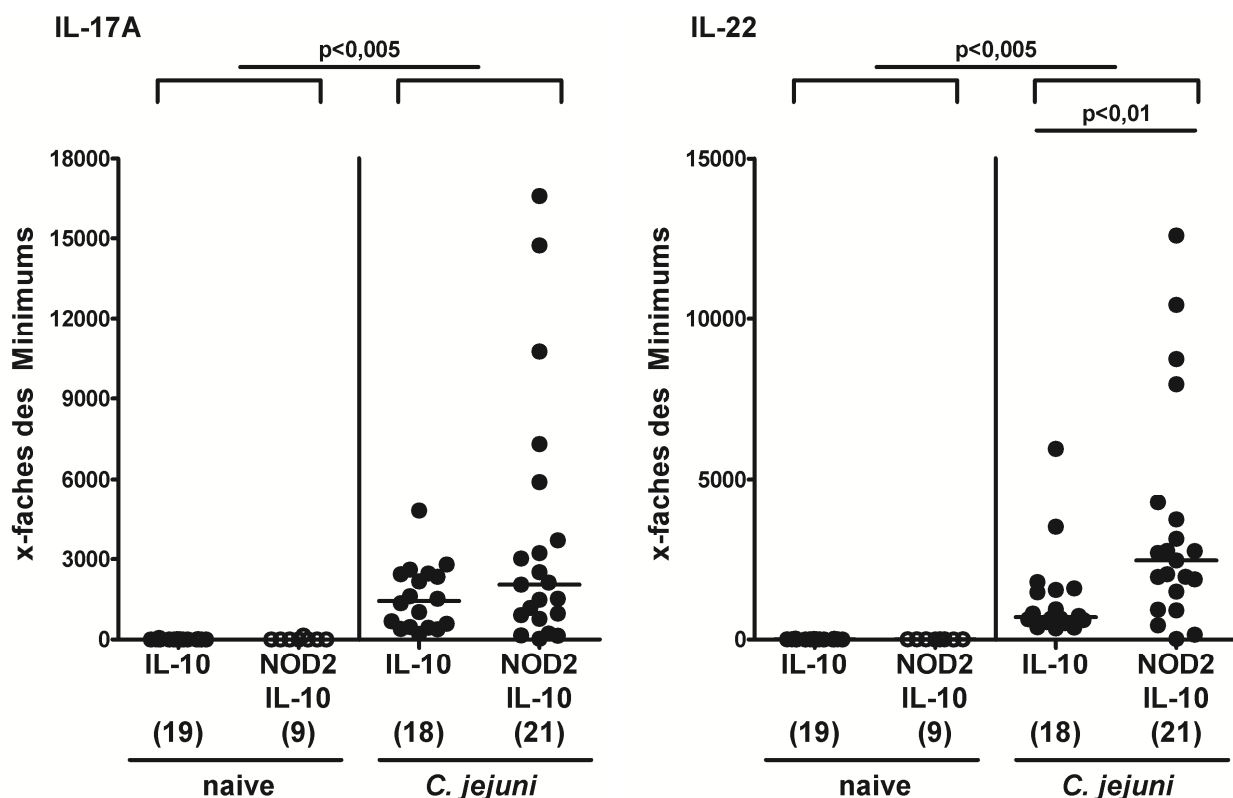 IL-17A
p<0,005
x-faches des Minimums
18000
15000
12000
9000
6000
3000
0
IL-10
NOD2
IL-10
IL-10
NOD2
IL-10
(19)
(9)
(18)
(21)
naive
C. jejuni
IL-22
p<0,005
p<0,01
x-faches des Minimums
15000
10000
5000
0
IL-10
NOD2
IL-10
IL-10
NOD2
IL-10
(19)
(9)
(18)
(21)
naive
C. jejuni